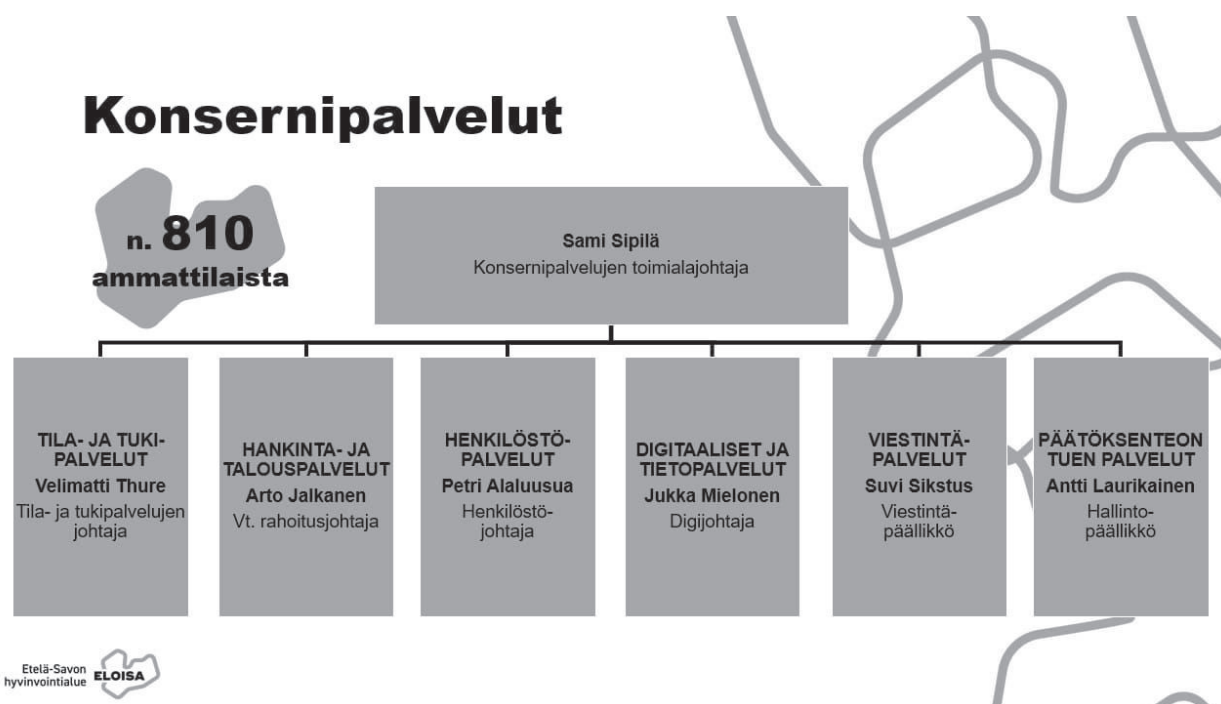 Konsernipalvelut
n. 810
ammattilaista
Sami Sipilä
Konsernipalvelujen toimialajohtaja
TILA- JA TUKI-
PALVELUT
Velimatti Thure
Tila- ja tukipalvelujen
johtaja
HANKINTA- JA
TALOUSPALVELUT
Arto Jalkanen
Vt. rahoitusjohtaja
HENKILÖSTÖ-
PALVELUT
Petri Alaluusua
Henkilöstö-
johtaja
DIGITAALISET JA
TIETOPALVELUT
Jukka Mielonen
Digijohtaja
VIESTINTÄ-
PALVELUT
Suvi Sikstus
Viestintä-
päällikkö
PÄÄTÖKSENTEON
TUEN PALVELUT
Antti Laurikainen
Hallinto-
päällikkö
Etelä-Savon
hyvinvointialue
ELOISA